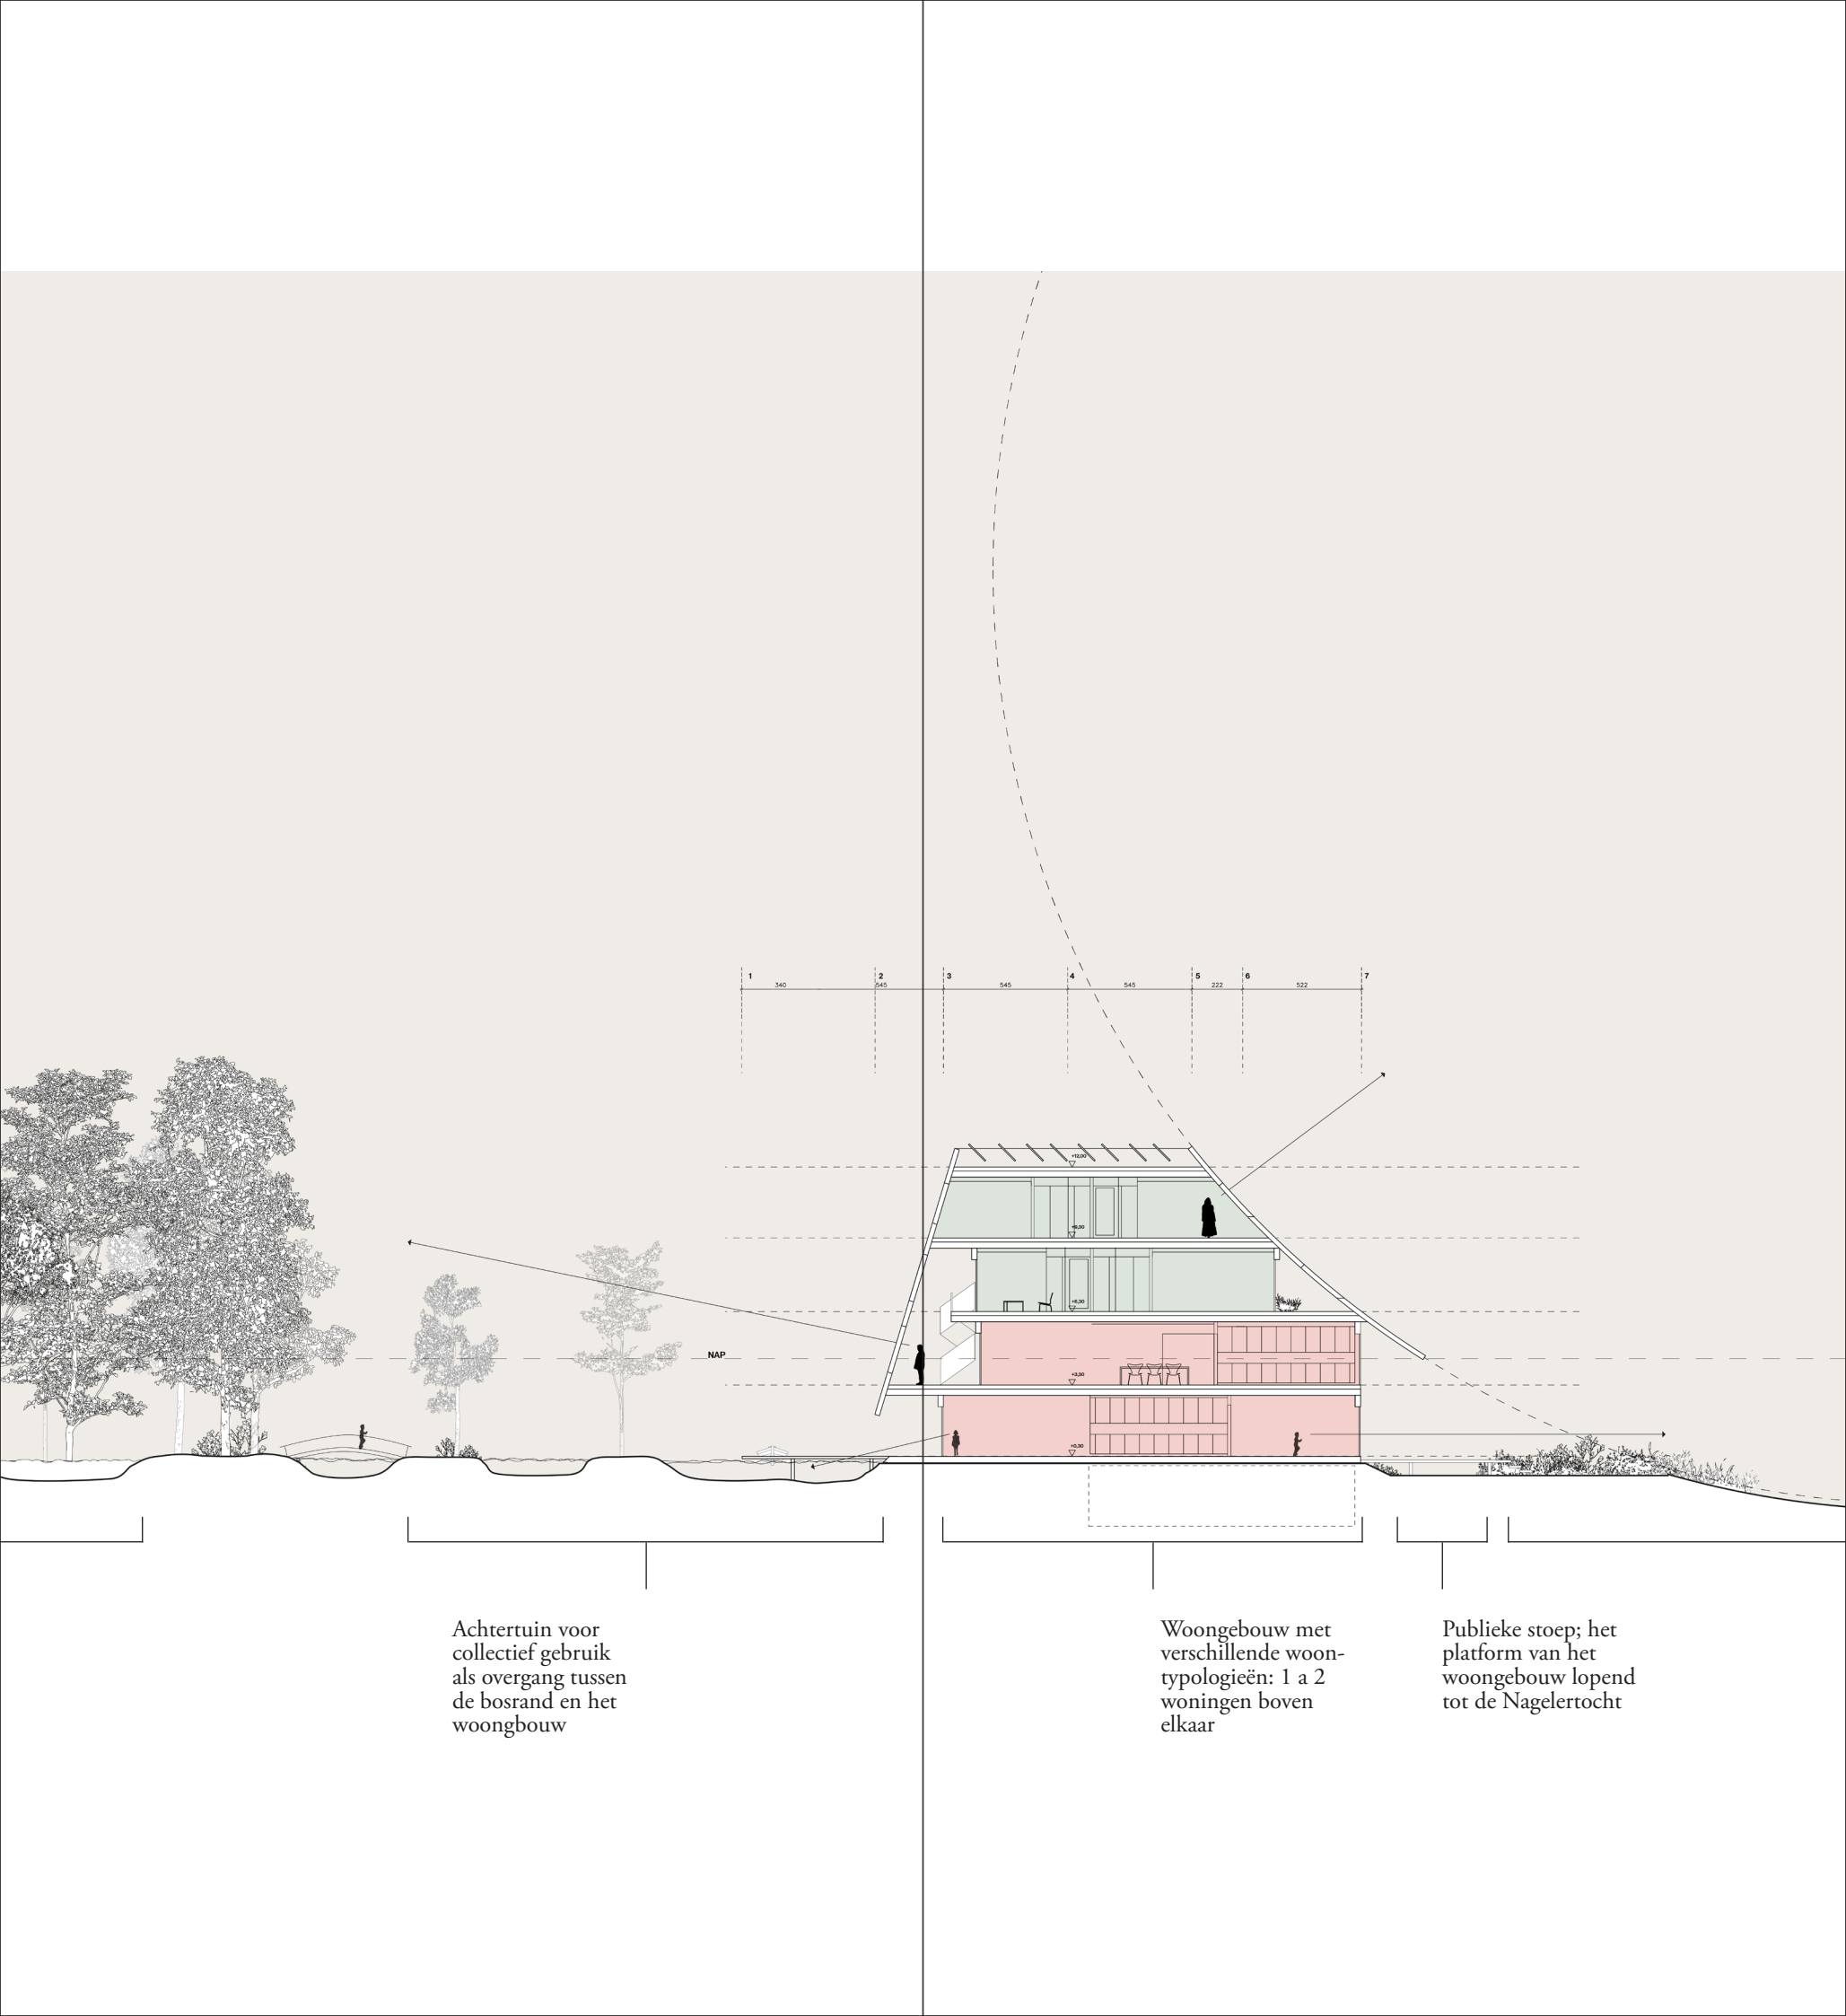 1 2 3 4 5 6 7
340 545 545 545 222 522
+12,00
+9,30
+6,30
NAP
+3,30
+0,30
Achtertuin voor
collectief gebruik
als overgang tussen
de bosrand en het
woongbouw
Woongebouw met
verschillende woon-
typologieën: 1 a 2
woningen boven
elkaar
Publieke stoep; het
platform van het
woongebouw lopend
tot de Nagelertocht